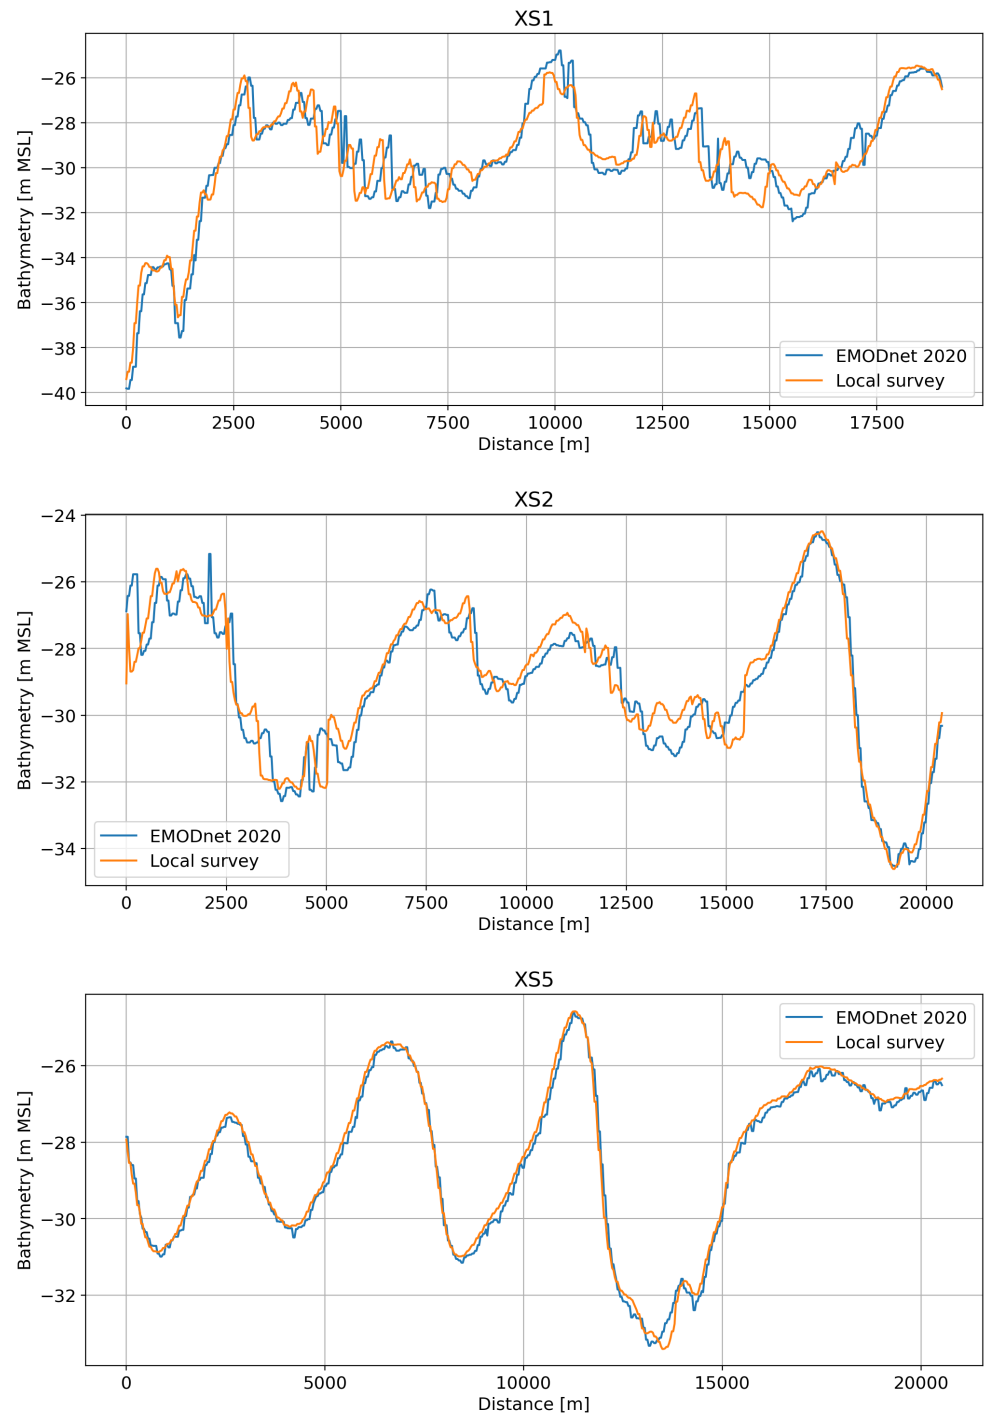 XS1
Bathymetry [m MSL]
−26
−28
−30
−32
−34
−36
−38
−40
EMODnet 2020
Local survey
0 2500 5000 7500 10000 12500 15000 17500
Distance [m]
XS2
Bathymetry [m MSL]
−24
−26
−28
−30
−32
−34
EMODnet 2020
Local survey
0 2500 5000 7500 10000 12500 15000 17500 20000
Distance [m]
XS5
Bathymetry [m MSL]
EMODnet 2020
Local survey
−26
−28
−30
−32
0 5000 10000 15000 20000
Distance [m]